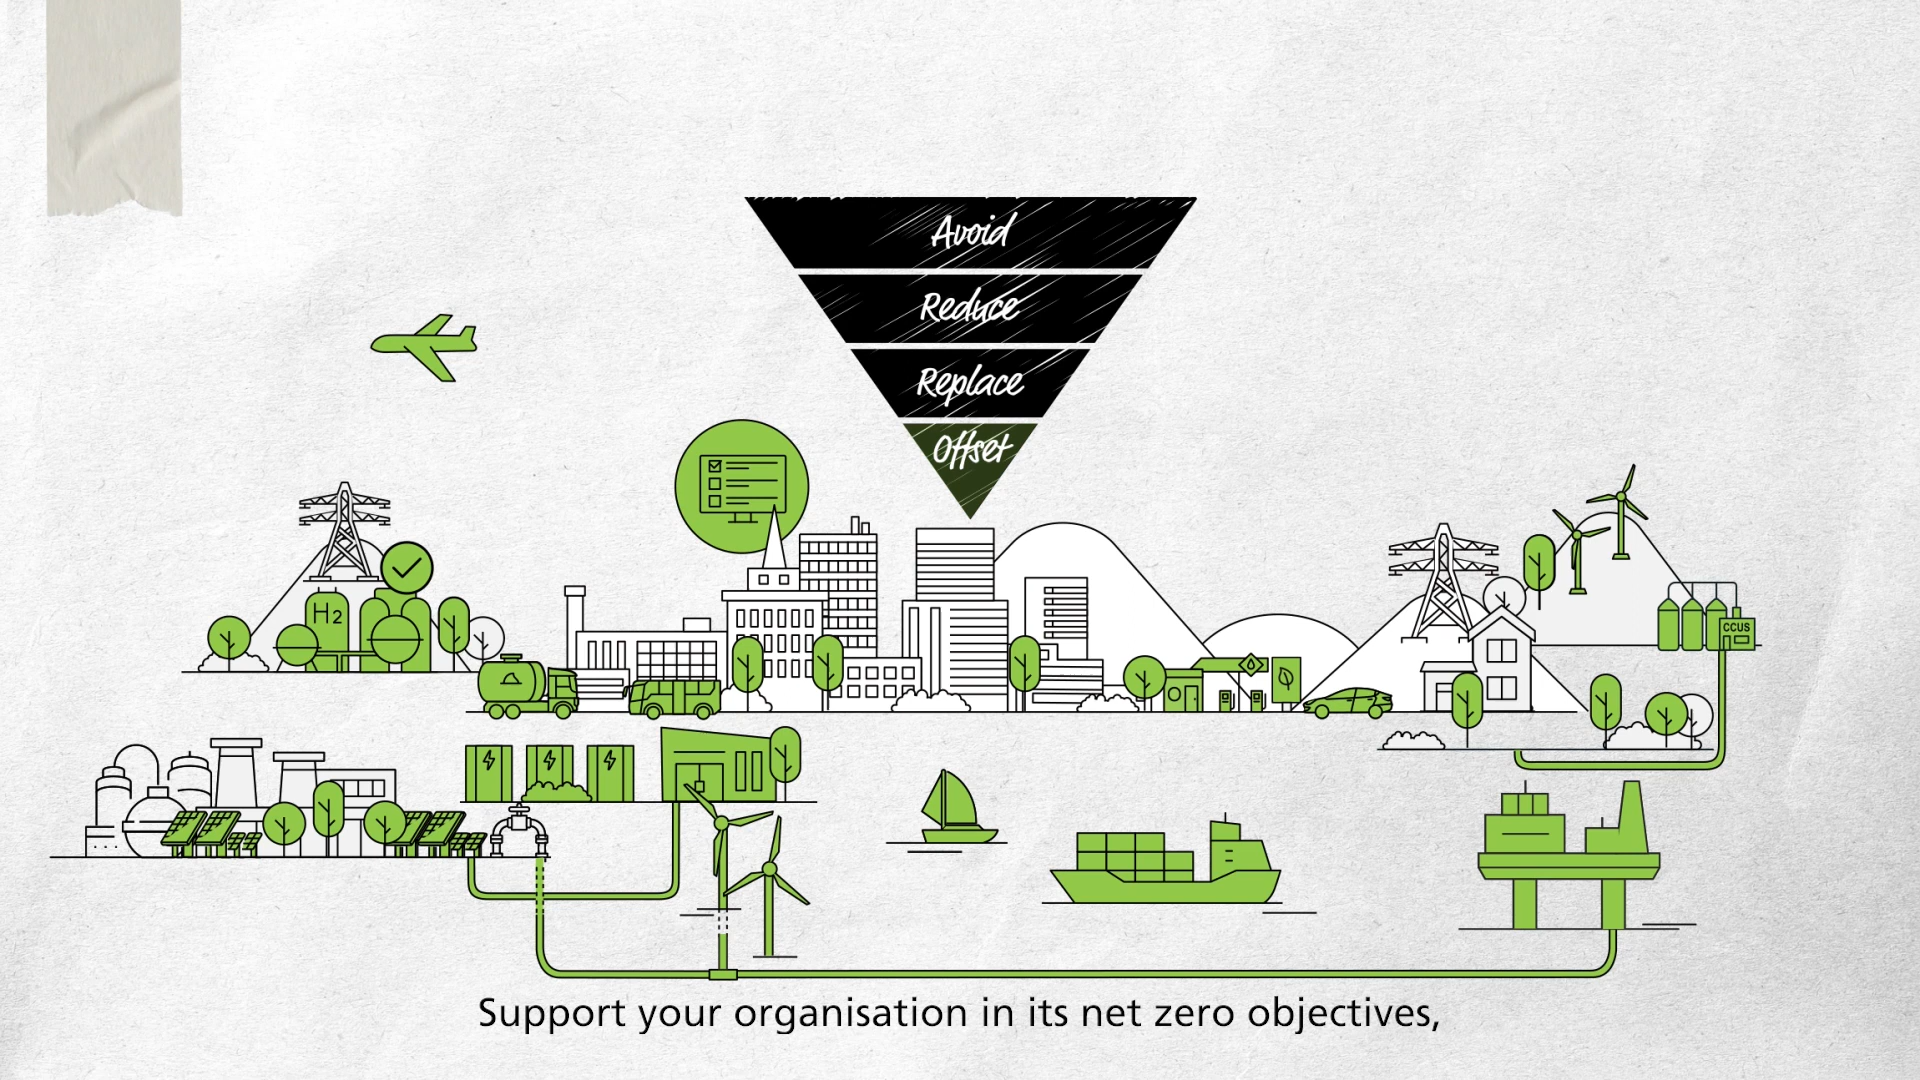 Avoid
Reduce
Replace
Offset
H2
CCUS
Support your organisation in its net zero objectives,